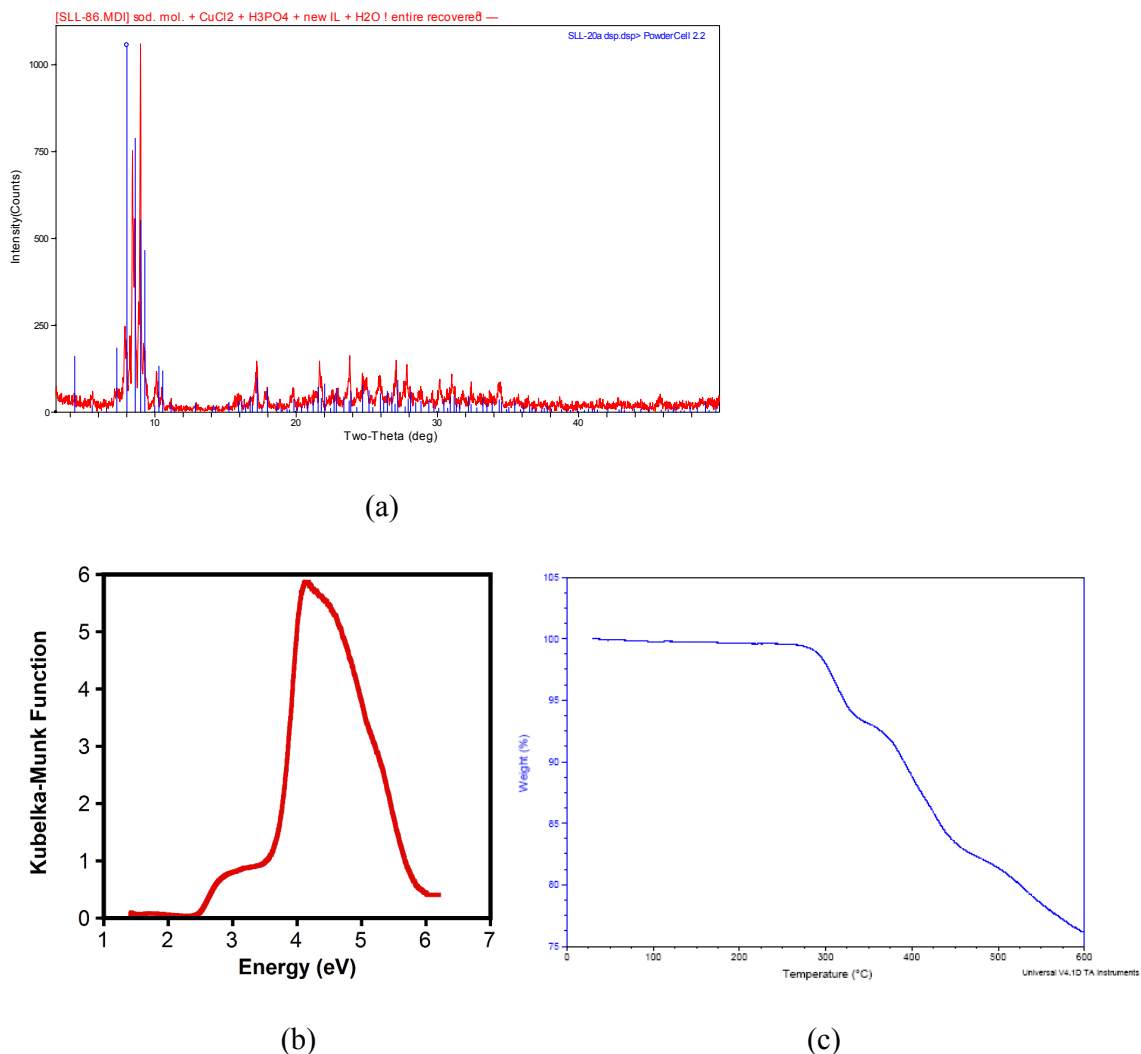 [SLL-86.MDI] sod. mol. + CuCl2 + H3PO4 + new IL + H2O ! entire recovered —
SLL-20a dsp.dsp> PowderCell 2.2
1000
750
500
250
0
Intensity(Counts)
10 20 30 40
Two-Theta (deg)
(a)
6
5
4
3
2
1
0
Kubelka-Munk Function
1 2 3 4 5 6 7
Energy (eV)
(b)
105
100
95
90
85
80
75
Weight (%)
0 100 200 300 400 500 600
Temperature (°C)
Universal V4.1D TA Instruments
(c)